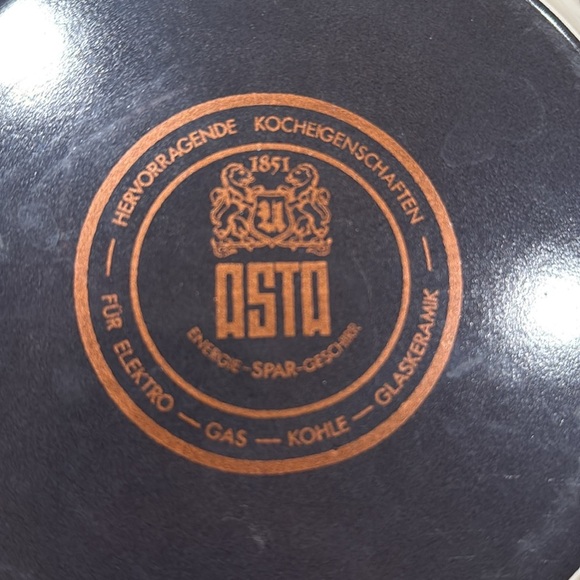 HERVORRAGENDE KOCHEIGENSCHAFTEN
1851
U
ASTA
ENERGIE-SPAR-GESCHIRR
— FÜR ELEKTRO — GAS — KOHLE — GLASKERAMIK —